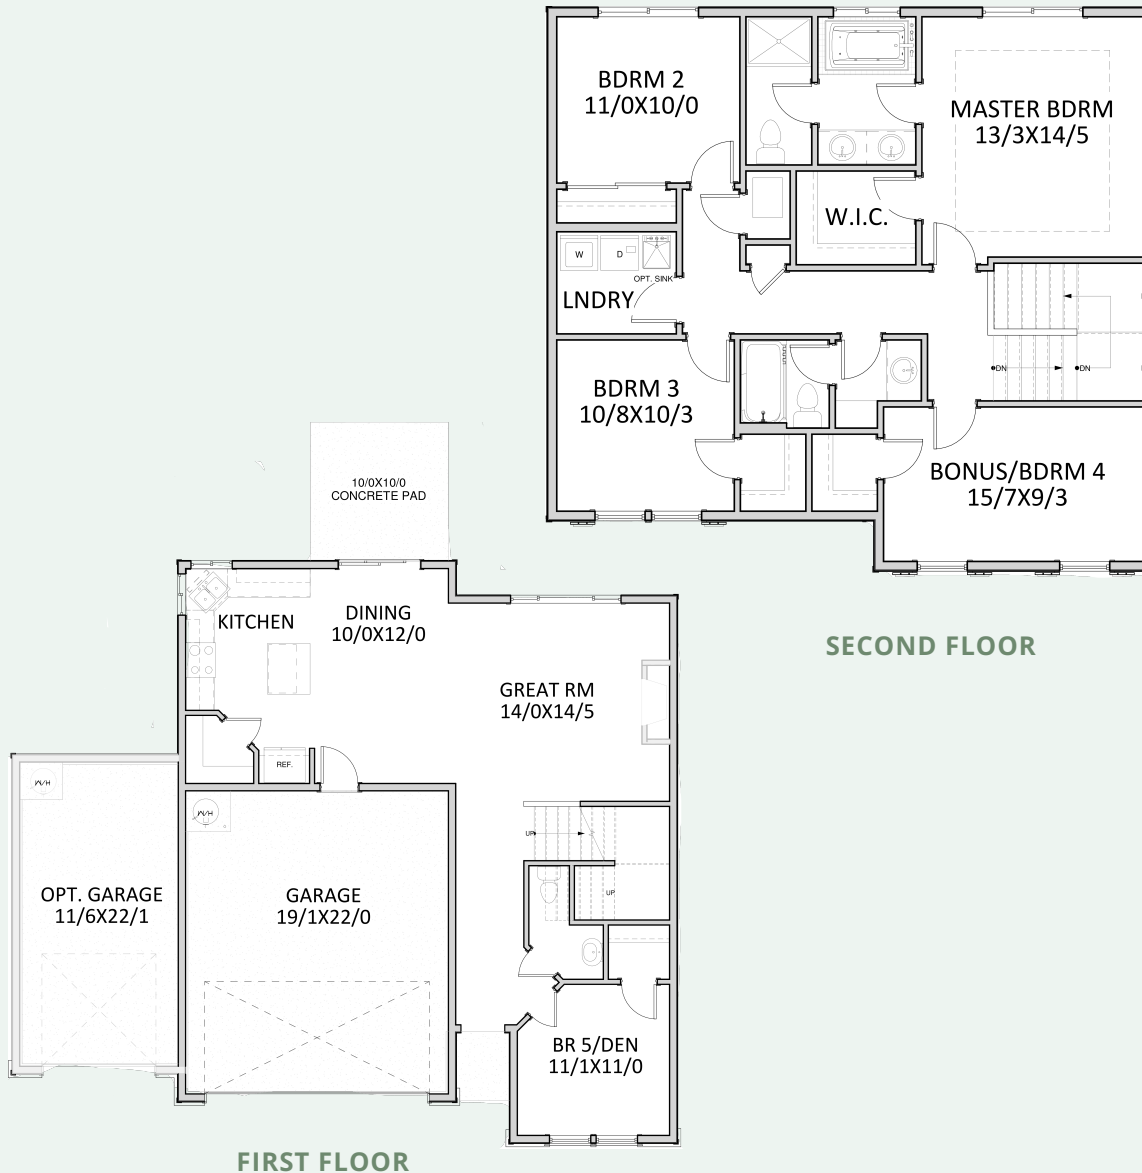 BDRM 2
11/0X10/0
MASTER BDRM
13/3X14/5
W.I.C.
W
D
OPT. SINK
LNDRY
DN
DN
BDRM 3
10/8X10/3
BONUS/BDRM 4
15/7X9/3
SECOND FLOOR
10/0X10/0
CONCRETE PAD
KITCHEN
DINING
10/0X12/0
GREAT RM
14/0X14/5
REF.
W/H
W/H
UP
UP
OPT. GARAGE
11/6X22/1
GARAGE
19/1X22/0
BR 5/DEN
11/1X11/0
FIRST FLOOR